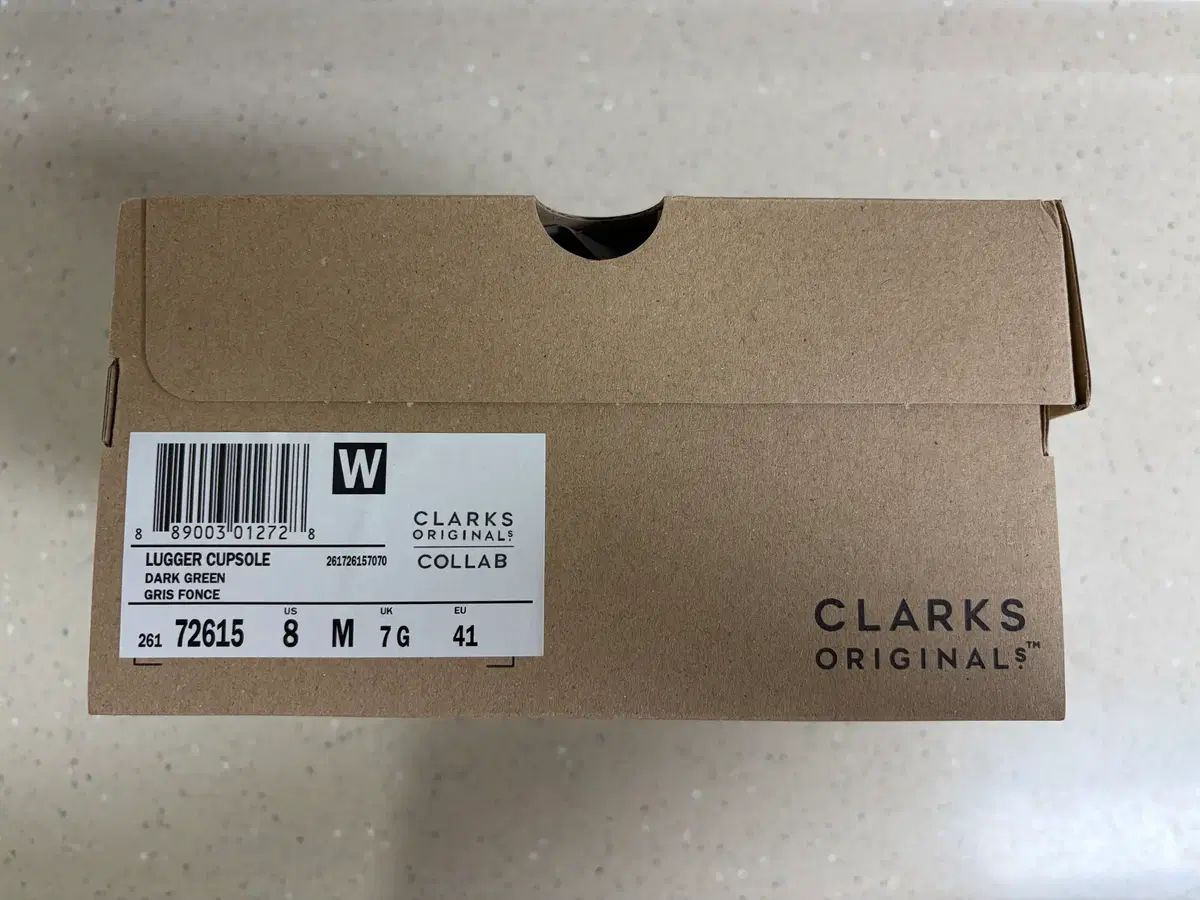 W
8 89003 01272 8
CLARKS
ORIGINALS
COLLAB
LUGGER CUPSOLE 261726157070
DARK GREEN
GRIS FONCE
US UK EU
261 72615 8 M 7 G 41
CLARKS
ORIGINALS™